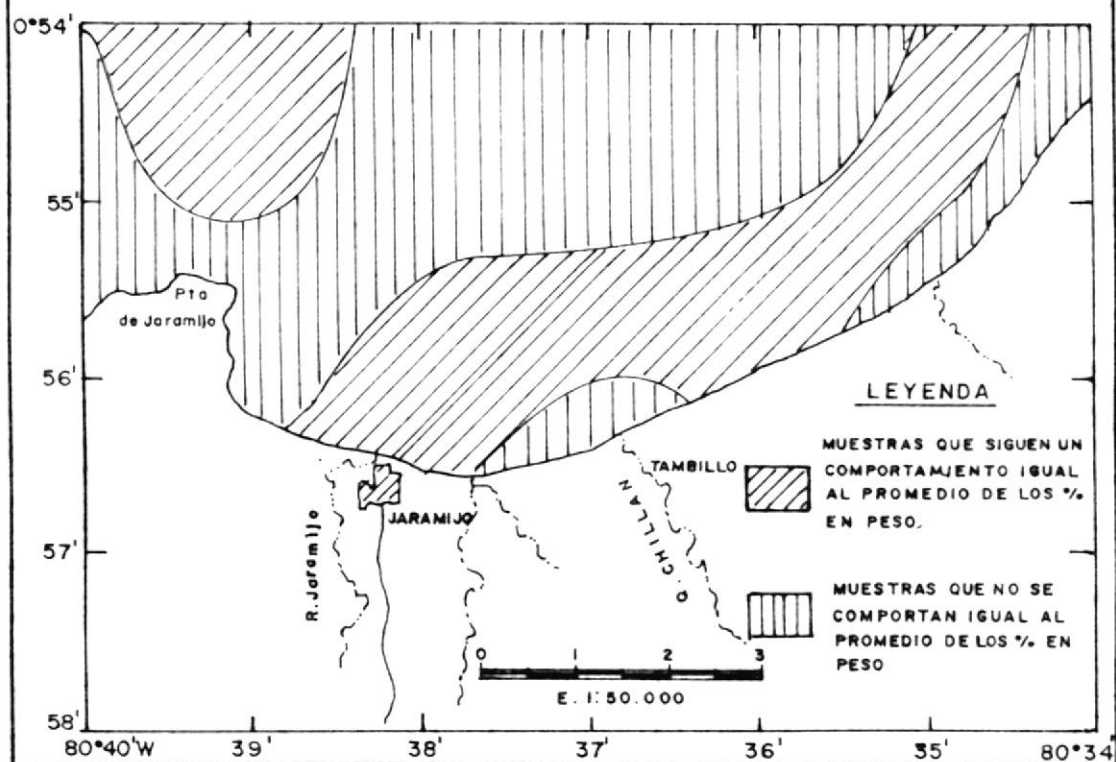 0°54'
55'
Pta
de Jaramijo
56'
LEYENDA
MUESTRAS QUE SIGUEN UN
COMPORTAMIENTO IGUAL
AL PROMEDIO DE LOS %
EN PESO.
TAMBILLO
JARAMIJO
R. Jaramijo
Q. CHILLAN
57'
MUESTRAS QUE NO SE
COMPORTAN IGUAL AL
PROMEDIO DE LOS % EN
PESO
0 1 2 3
E. 1:50.000
58'
80°40'W 39' 38' 37' 36' 35' 80°34'